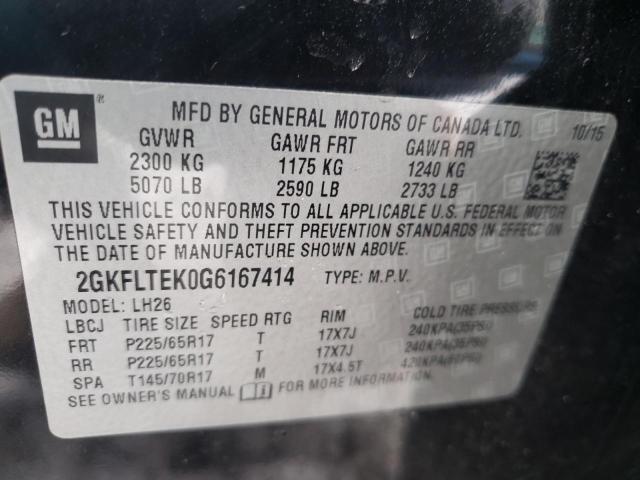 GM ®
MFD BY GENERAL MOTORS OF CANADA LTD. 10/15
GVWR GAWR FRT GAWR RR
2300 KG 1175 KG 1240 KG
5070 LB 2590 LB 2733 LB
THIS VEHICLE CONFORMS TO ALL APPLICABLE U.S. FEDERAL MOTOR
VEHICLE SAFETY AND THEFT PREVENTION STANDARDS IN EFFECT ON
THE DATE OF MANUFACTURE SHOWN ABOVE.
2GKFLTEK0G6167414 TYPE: M.P.V.
MODEL: LH26
LBCJ TIRE SIZE SPEED RTG RIM COLD TIRE PRESSURE
FRT P225/65R17 T 17X7J 240KPA(35PSI)
RR P225/65R17 T 17X7J 240KPA(35PSI)
SPA T145/70R17 M 17X4.5T 420KPA(60PSI)
SEE OWNER'S MANUAL FOR MORE INFORMATION.